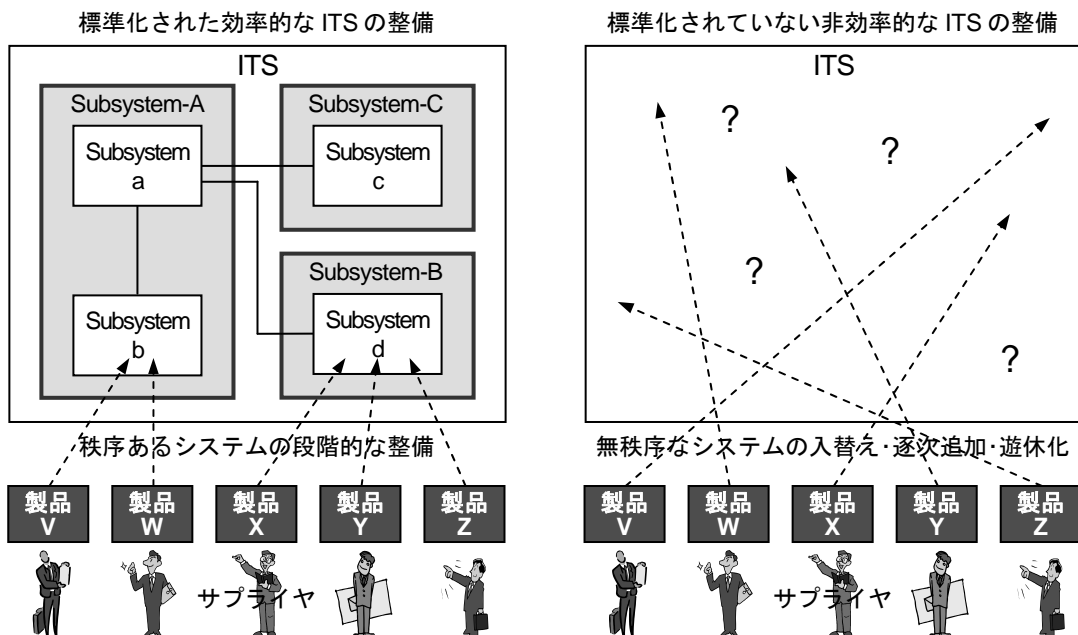 標準化された効率的な ITS の整備
ITS
Subsystem-A
Subsystem
a
Subsystem
b
Subsystem-C
Subsystem
c
Subsystem-B
Subsystem
d
秩序あるシステムの段階的な整備
製品
V
製品
W
製品
X
製品
Y
製品
Z
サプライヤ
標準化されていない非効率的な ITS の整備
ITS
?
?
?
?
無秩序なシステムの入替え･逐次追加･遊休化
製品
V
製品
W
製品
X
製品
Y
製品
Z
サプライヤ